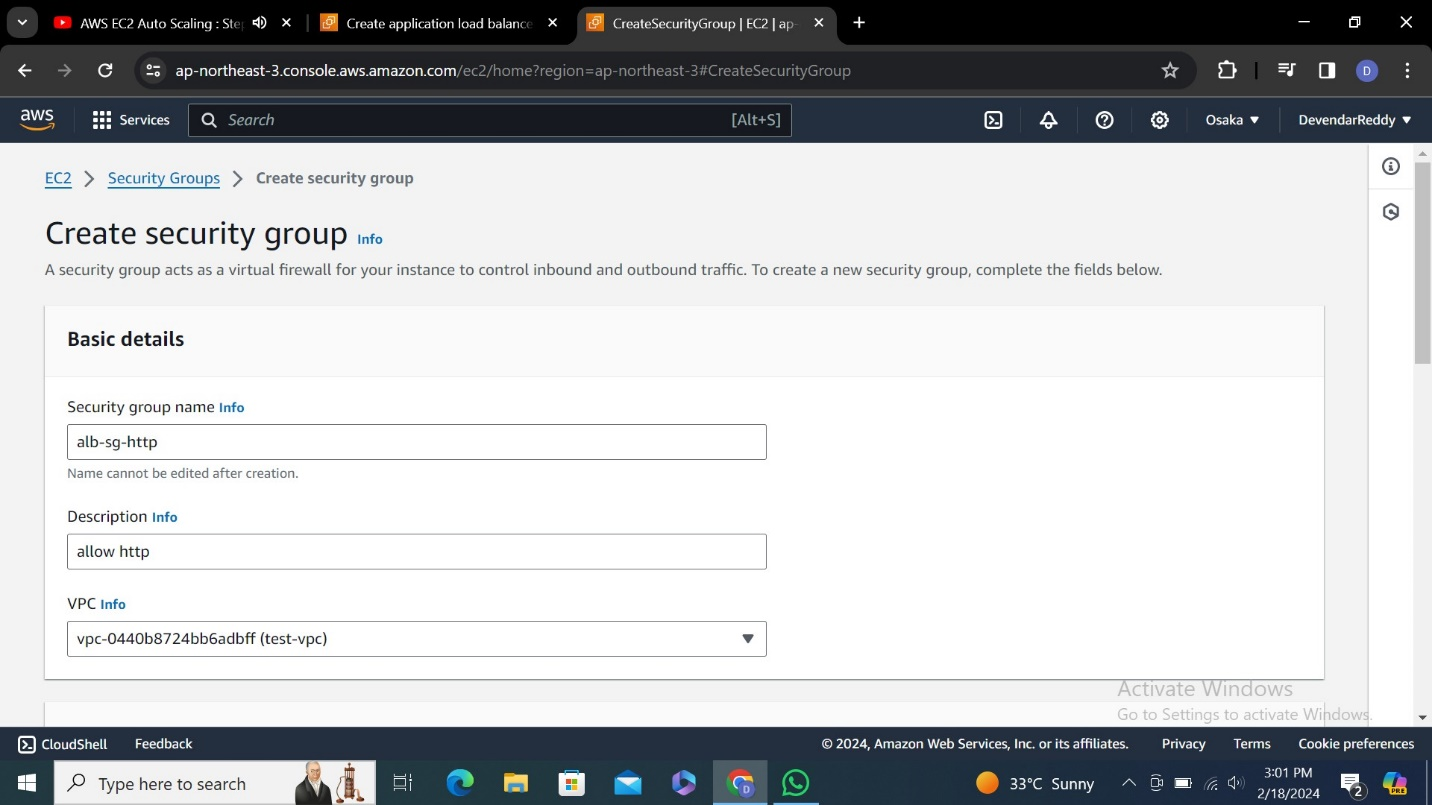 AWS EC2 Auto Scaling : Ste
Create application load balance
CreateSecurityGroup | EC2 | ap-
ap-northeast-3.console.aws.amazon.com/ec2/home?region=ap-northeast-3#CreateSecurityGroup
D
aws
Services
Search
[Alt+S]
Osaka
DevendarReddy
EC2
Security Groups
Create security group
Create security group Info
A security group acts as a virtual firewall for your instance to control inbound and outbound traffic. To create a new security group, complete the fields below.
Basic details
Security group name Info
alb-sg-http
Name cannot be edited after creation.
Description Info
allow http
VPC Info
vpc-0440b8724bb6adbff (test-vpc)
Activate Windows
Go to Settings to activate Windows.
CloudShell
Feedback
© 2024, Amazon Web Services, Inc. or its affiliates.
Privacy
Terms
Cookie preferences
Type here to search
D
33°C Sunny
3:01 PM
2/18/2024
2
PRE